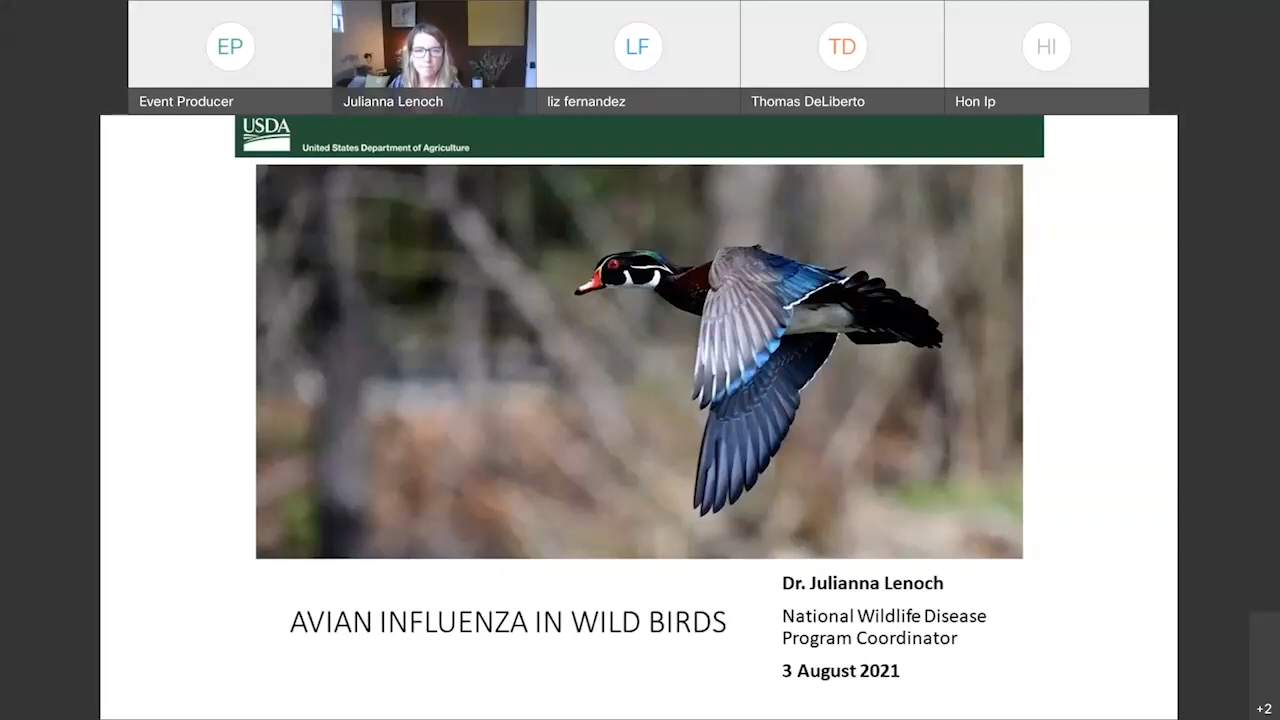 EP
LF
TD
HI
Event Producer
Julianna Lenoch
liz fernandez
Thomas DeLiberto
Hon Ip
USDA
United States Department of Agriculture
AVIAN INFLUENZA IN WILD BIRDS
Dr. Julianna Lenoch
National Wildlife Disease
Program Coordinator
3 August 2021
+2